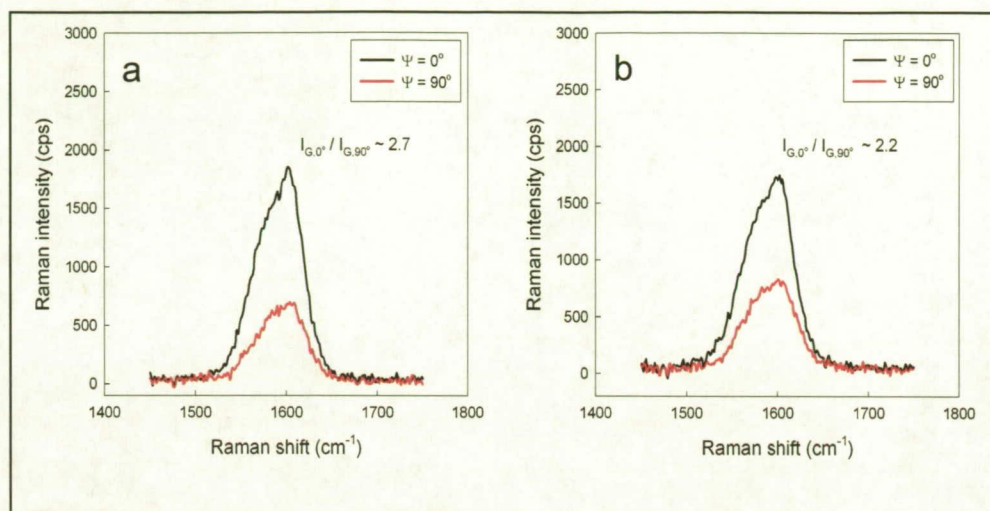 a
Ψ = 0°
Ψ = 90°
I_G,0° / I_G,90° ~ 2.7
3000
2500
2000
1500
1000
500
0
Raman intensity (cps)
1400 1500 1600 1700 1800
Raman shift (cm⁻¹)
b
Ψ = 0°
Ψ = 90°
I_G,0° / I_G,90° ~ 2.2
3000
2500
2000
1500
1000
500
0
Raman intensity (cps)
1400 1500 1600 1700 1800
Raman shift (cm⁻¹)